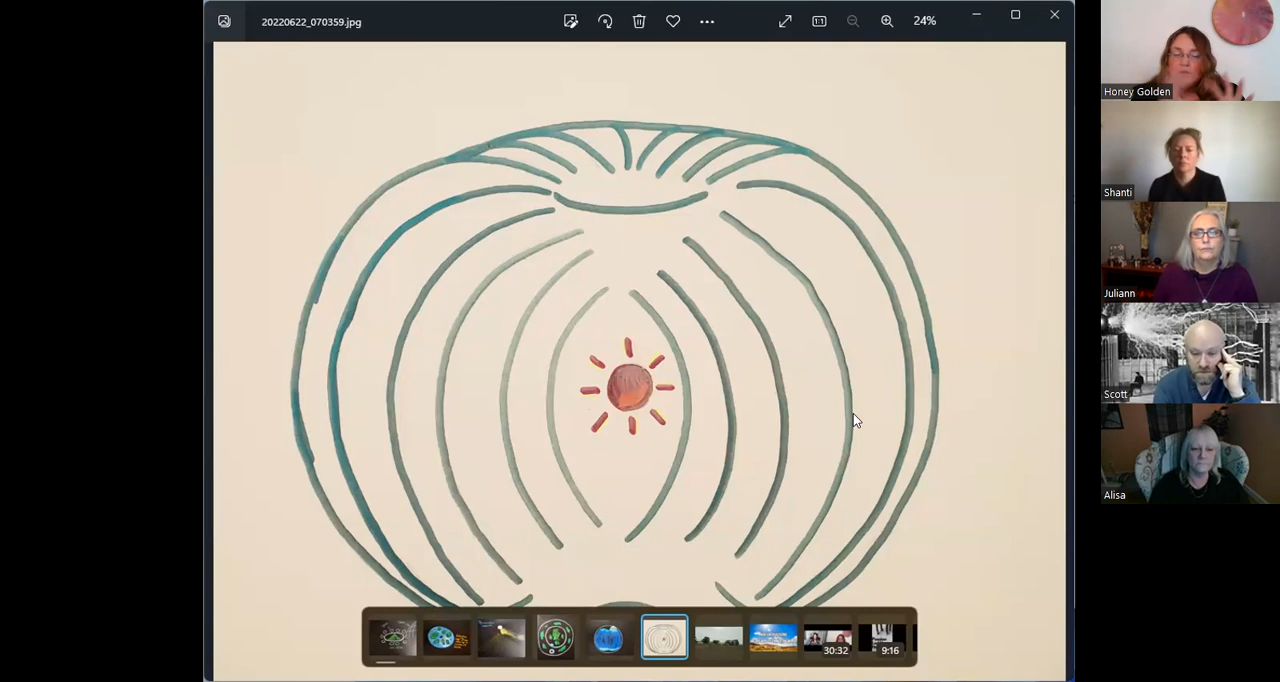 20220622_070359.jpg
24%
Honey Golden
Shanti
Juliann
Scott
Alisa
30:32
9:16